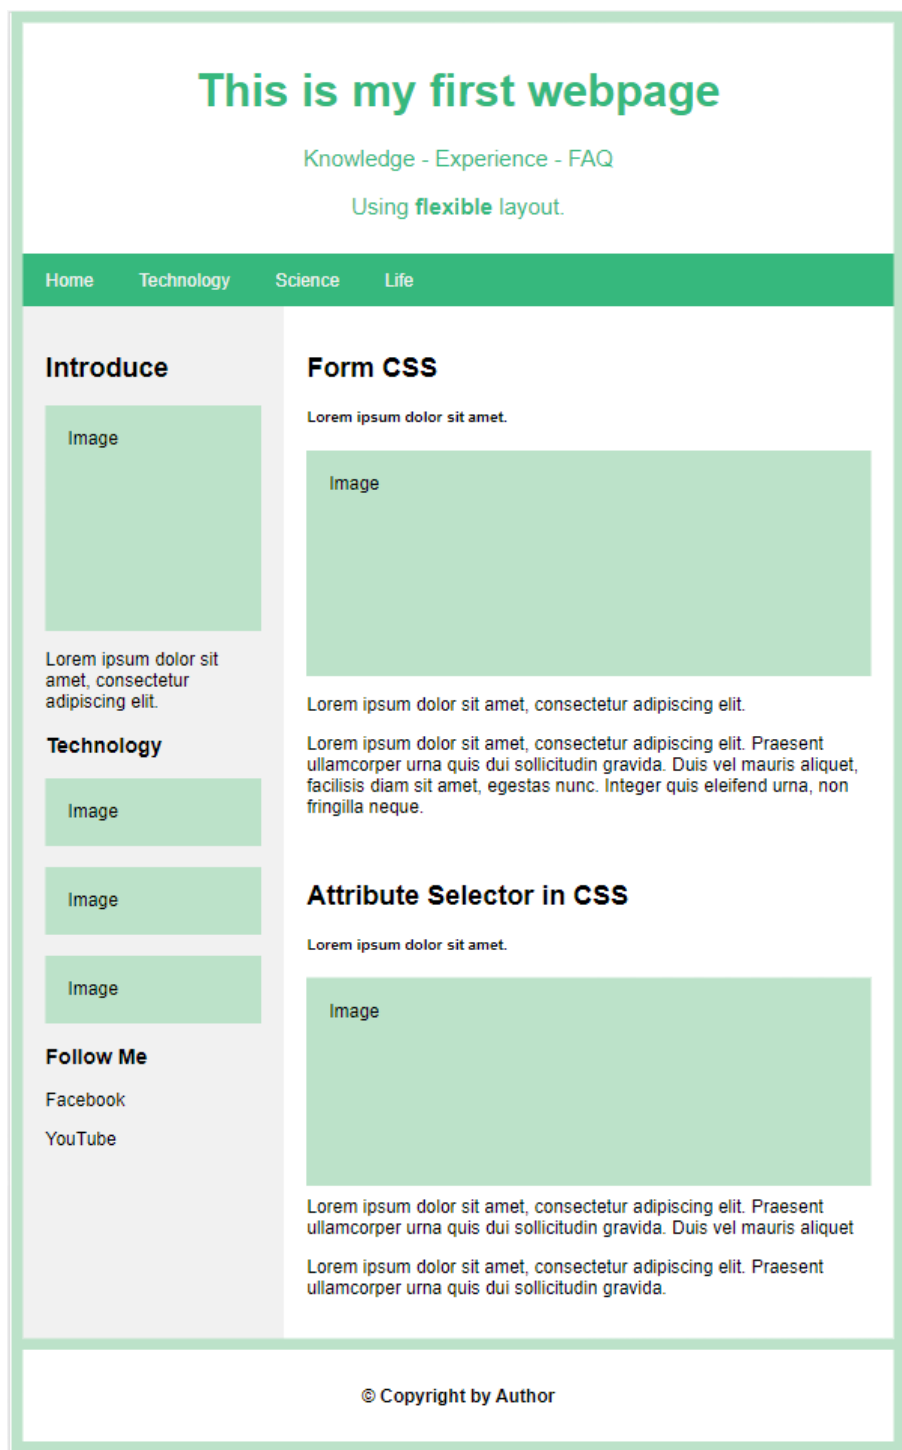 This is my first webpage
Knowledge - Experience - FAQ
Using flexible layout.
Home Technology Science Life
Introduce
Image
Lorem ipsum dolor sit
amet, consectetur
adipiscing elit.
Technology
Image
Image
Image
Follow Me
Facebook
YouTube
Form CSS
Lorem ipsum dolor sit amet.
Image
Lorem ipsum dolor sit amet, consectetur adipiscing elit.
Lorem ipsum dolor sit amet, consectetur adipiscing elit. Praesent
ullamcorper urna quis dui sollicitudin gravida. Duis vel mauris aliquet,
facilisis diam sit amet, egestas nunc. Integer quis eleifend urna, non
fringilla neque.
Attribute Selector in CSS
Lorem ipsum dolor sit amet.
Image
Lorem ipsum dolor sit amet, consectetur adipiscing elit. Praesent
ullamcorper urna quis dui sollicitudin gravida. Duis vel mauris aliquet
Lorem ipsum dolor sit amet, consectetur adipiscing elit. Praesent
ullamcorper urna quis dui sollicitudin gravida.
© Copyright by Author